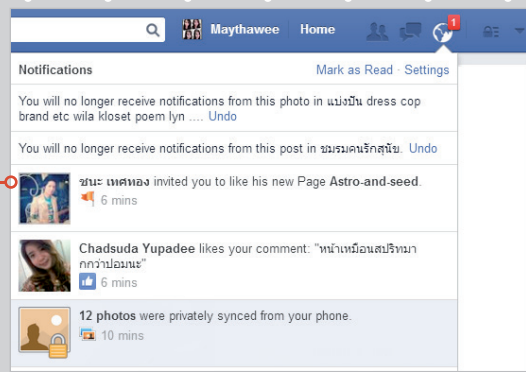 Maythawee Home 1
Notifications Mark as Read · Settings
You will no longer receive notifications from this photo in แบ่งปัน dress cop
brand etc wila kloset poem lyn .... Undo
You will no longer receive notifications from this post in ชมรมคนรักสุนัข. Undo
ชนะ เทศทอง invited you to like his new Page Astro-and-seed.
6 mins
Chadsuda Yupadee likes your comment: "หน้าเหมือนสปริทมา
กกว่าปอมนะ"
6 mins
12 photos were privately synced from your phone.
10 mins